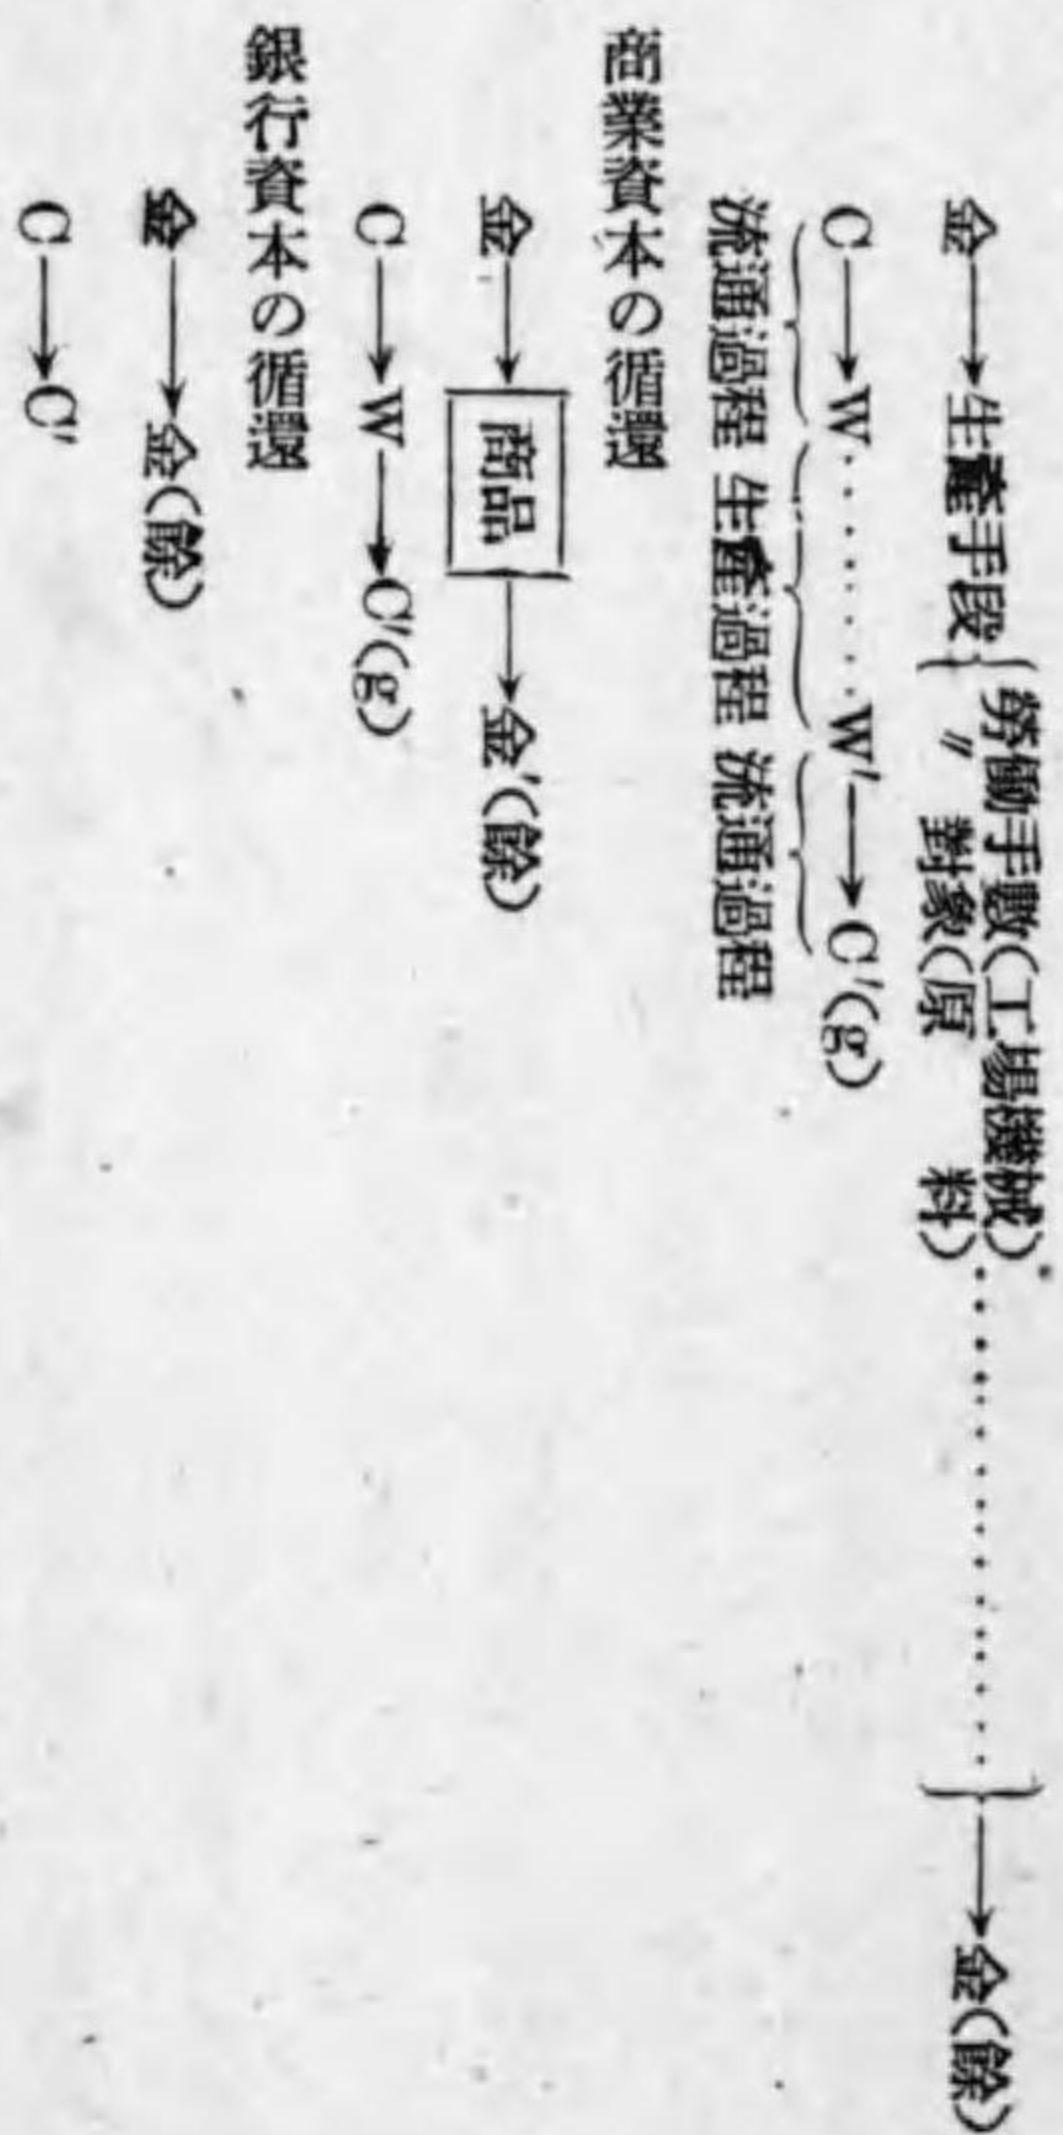 金→生產手段{勞働手數(工場機械)……………………}→金(餘)
〃 對象(原 料)
C→W……W′→C′(g)
流通過程 生產過程 流通過程
商業資本の循還
金→商品→金′(餘)
C→W→C′(g)
銀行資本の循還
金→金(餘)
C→C′